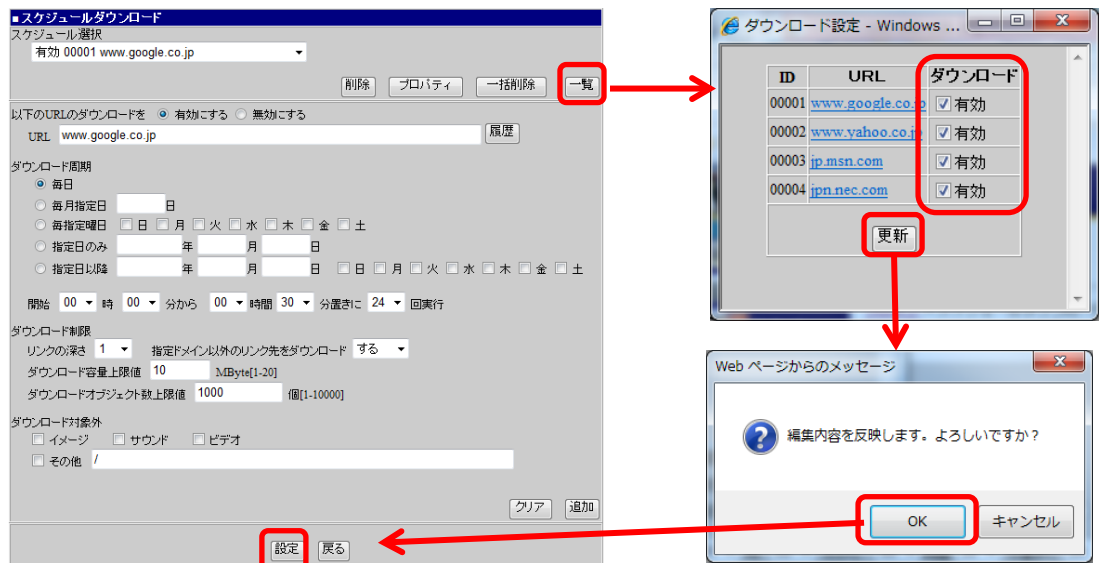 ■スケジュールダウンロード
スケジュール選択
有効 00001 www.google.co.jp
削除 プロパティ 一括削除 一覧
以下のURLのダウンロードを 有効にする 無効にする
URL www.google.co.jp 履歴
ダウンロード周期
毎日
毎月指定日 日
毎指定曜日 日 月 火 水 木 金 土
指定日のみ 年 月 日
指定日以降 年 月 日 日 月 火 水 木 金 土
開始 00 時 00 分から 00 時間 30 分置きに 24 回実行
ダウンロード制限
リンクの深さ 1 指定ドメイン以外のリンク先をダウンロード する
ダウンロード容量上限値 10 MByte[1-20]
ダウンロードオブジェクト数上限値 1000 個[1-10000]
ダウンロード対象外
イメージ サウンド ビデオ
その他 /
クリア 追加
設定 戻る
ダウンロード設定 - Windows ...
ID URL ダウンロード
00001 www.google.co.jp 有効
00002 www.yahoo.co.jp 有効
00003 jp.msn.com 有効
00004 jpn.nec.com 有効
更新
Web ページからのメッセージ
編集内容を反映します。よろしいですか？
OK キャンセル